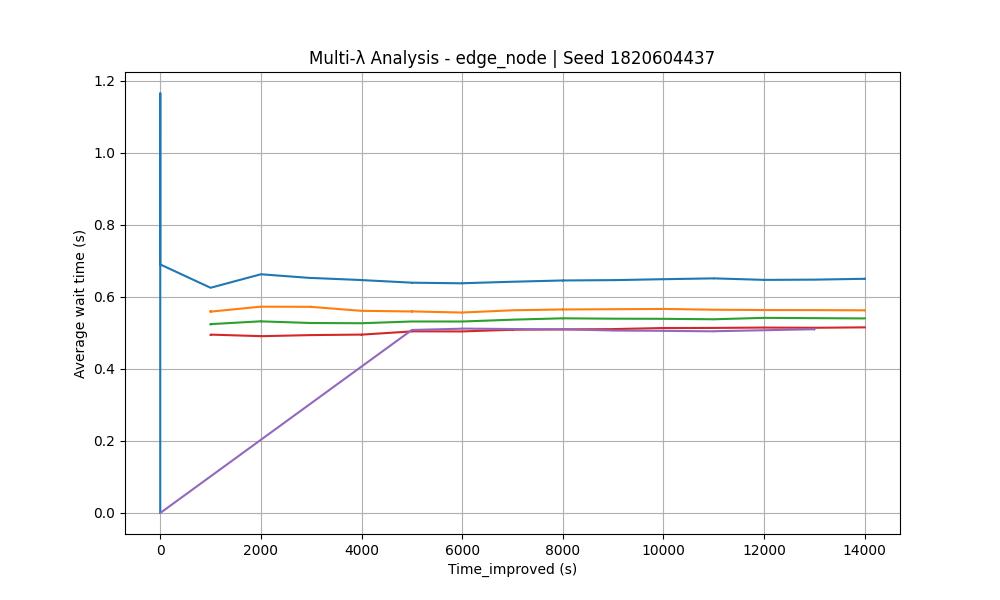 Multi-λ Analysis - edge_node | Seed 1820604437
1.2
1.0
0.8
0.6
0.4
0.2
0.0
Average wait time (s)
0 2000 4000 6000 8000 10000 12000 14000
Time_improved (s)